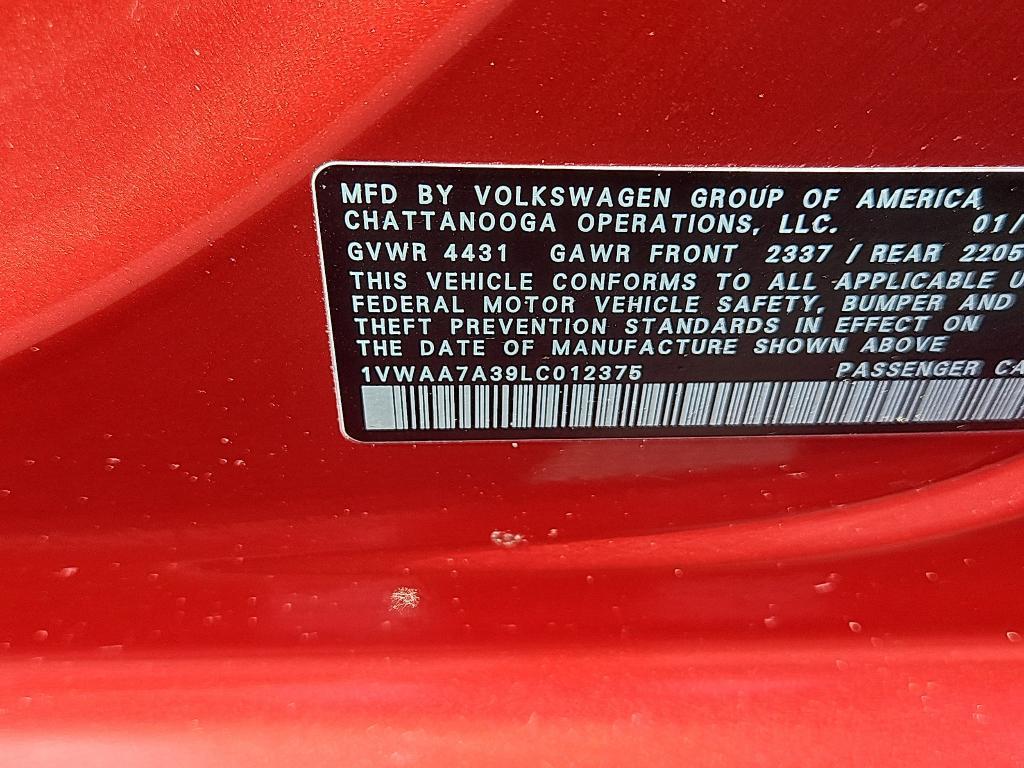 MFD BY VOLKSWAGEN GROUP OF AMERICA
CHATTANOOGA OPERATIONS, LLC. 01/
GVWR 4431 GAWR FRONT 2337 / REAR 2205
THIS VEHICLE CONFORMS TO ALL APPLICABLE U
FEDERAL MOTOR VEHICLE SAFETY, BUMPER AND
THEFT PREVENTION STANDARDS IN EFFECT ON
THE DATE OF MANUFACTURE SHOWN ABOVE
1VWAA7A39LC012375 PASSENGER CA